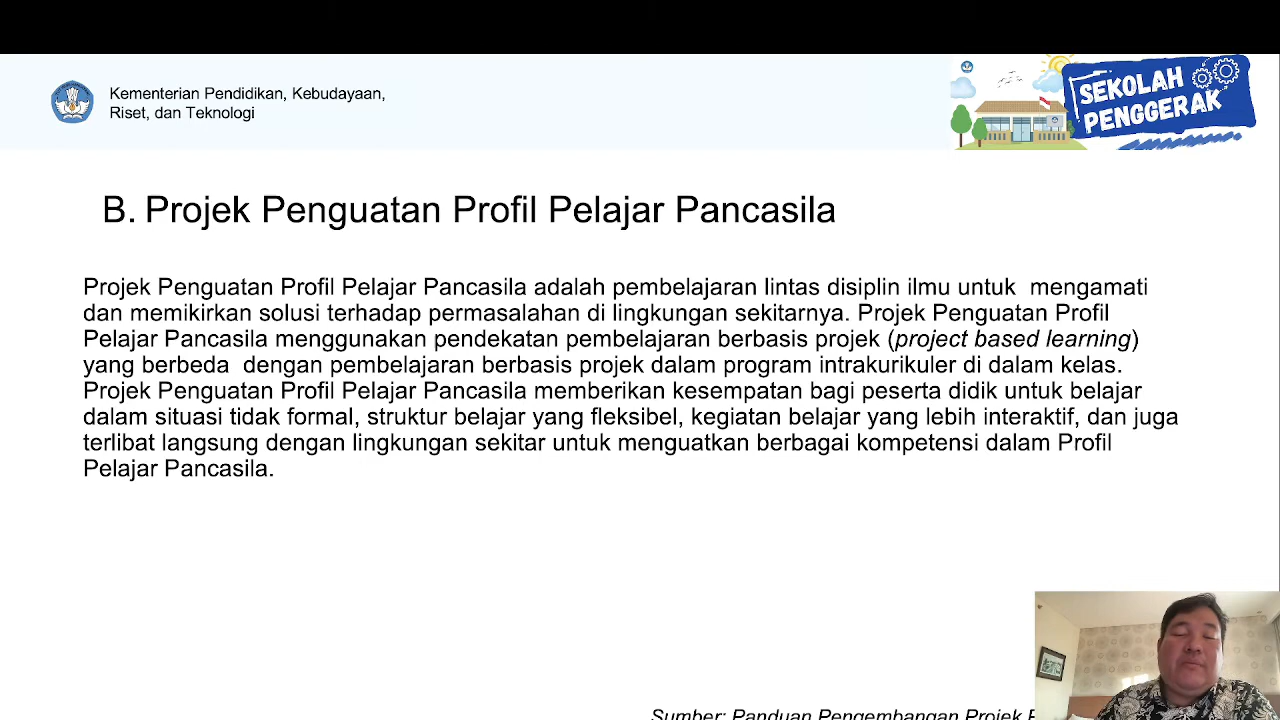 Kementerian Pendidikan, Kebudayaan,
Riset, dan Teknologi
SEKOLAH
PENGGERAK
B. Projek Penguatan Profil Pelajar Pancasila
Projek Penguatan Profil Pelajar Pancasila adalah pembelajaran lintas disiplin ilmu untuk  mengamati
dan memikirkan solusi terhadap permasalahan di lingkungan sekitarnya. Projek Penguatan Profil
Pelajar Pancasila menggunakan pendekatan pembelajaran berbasis projek (project based learning)
yang berbeda  dengan pembelajaran berbasis projek dalam program intrakurikuler di dalam kelas.
Projek Penguatan Profil Pelajar Pancasila memberikan kesempatan bagi peserta didik untuk belajar
dalam situasi tidak formal, struktur belajar yang fleksibel, kegiatan belajar yang lebih interaktif, dan juga
terlibat langsung dengan lingkungan sekitar untuk menguatkan berbagai kompetensi dalam Profil
Pelajar Pancasila.
Sumber: Panduan Pengembangan Projek